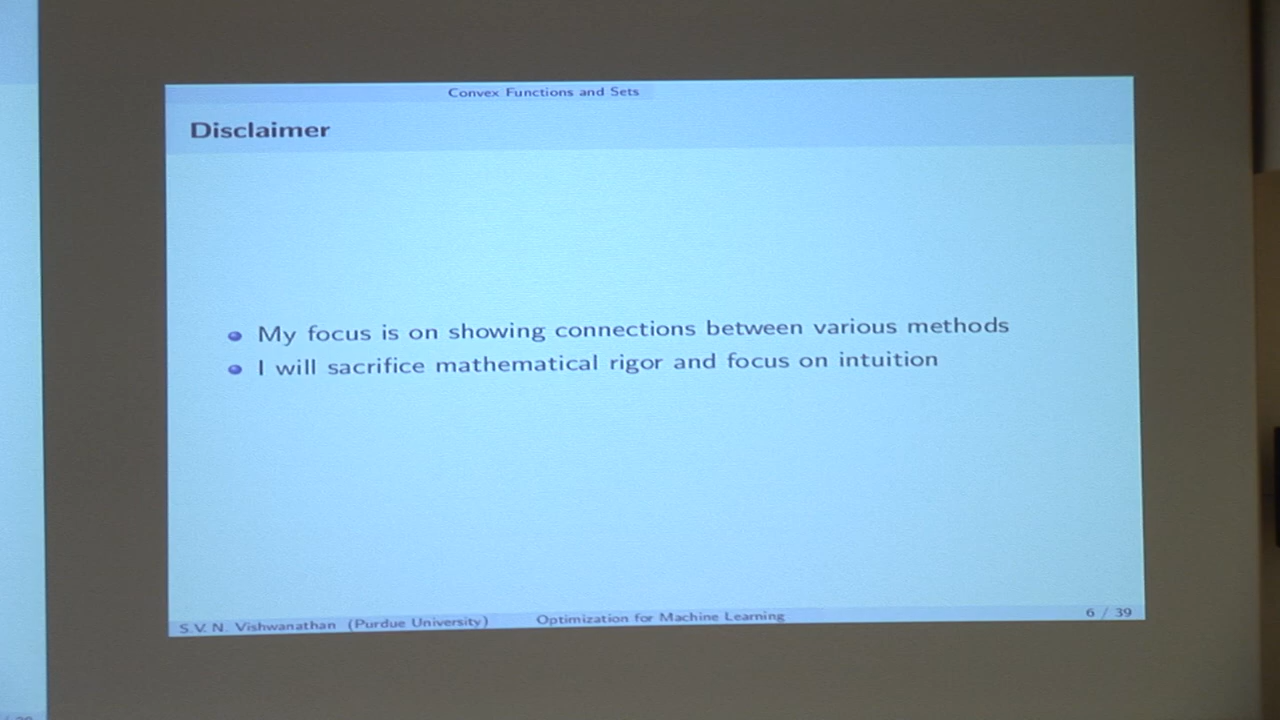 Convex Functions and Sets
Disclaimer
My focus is on showing connections between various methods
I will sacrifice mathematical rigor and focus on intuition
S.V. N. Vishwanathan (Purdue University) Optimization for Machine Learning 6 / 39